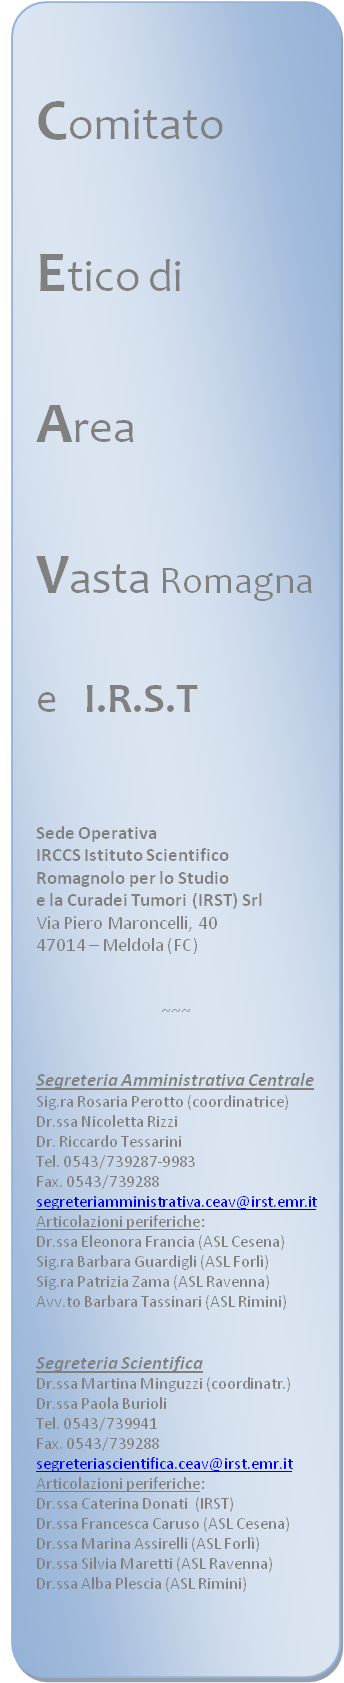 Comitato
Etico di
Area
Vasta Romagna
e I.R.S.T
Sede Operativa
IRCCS Istituto Scientifico
Romagnolo per lo Studio
e la Curadei Tumori (IRST) Srl
Via Piero Maroncelli, 40
47014 – Meldola (FC)
~~~
Segreteria Amministrativa Centrale
Sig.ra Rosaria Perotto (coordinatrice)
Dr.ssa Nicoletta Rizzi
Dr. Riccardo Tessarini
Tel. 0543/739287-9983
Fax. 0543/739288
segreteriamministrativa.ceav@irst.emr.it
Articolazioni periferiche:
Dr.ssa Eleonora Francia (ASL Cesena)
Sig.ra Barbara Guardigli (ASL Forlì)
Sig.ra Patrizia Zama (ASL Ravenna)
Avv.to Barbara Tassinari (ASL Rimini)
Segreteria Scientifica
Dr.ssa Martina Minguzzi (coordinatr.)
Dr.ssa Paola Burioli
Tel. 0543/739941
Fax. 0543/739288
segreteriascientifica.ceav@irst.emr.it
Articolazioni periferiche:
Dr.ssa Caterina Donati (IRST)
Dr.ssa Francesca Caruso (ASL Cesena)
Dr.ssa Marina Assirelli (ASL Forlì)
Dr.ssa Silvia Maretti (ASL Ravenna)
Dr.ssa Alba Plescia (ASL Rimini)